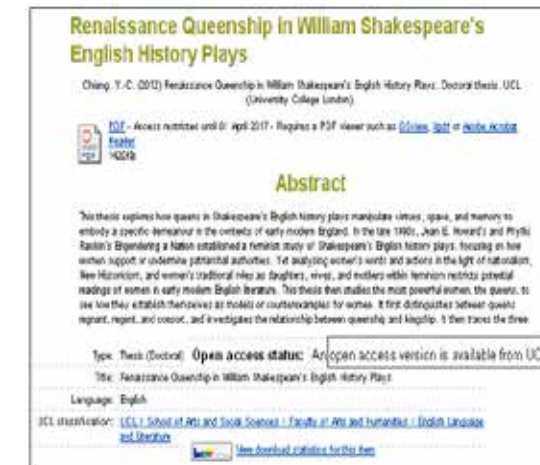 Renaissance Queenship in William Shakespeare's
English History Plays
Chiang, Y.-C. (2012) Renaissance Queenship in William Shakespeare's English History Plays. Doctoral thesis, UCL
(University College London).
PDF - Access restricted until 01 April 2017 - Requires a PDF viewer such as GSview, Xpdf or Adobe Acrobat
Reader
1420Kb
Abstract
This thesis explores how queens in Shakespeare's English history plays manipulate virtues, space, and memory to
embody a specific demeanour in the contexts of early modern England. In the late 1990s, Jean E. Howard's and Phyllis
Rackin's Engendering a Nation established a feminist study of Shakespeare's English history plays, focusing on how
women support or undermine patriarchal authorities. Yet analysing women's words and actions in the light of nationalism,
New Historicism, and women's traditional roles as daughters, wives, and mothers within feminism restricts potential
readings of women in early modern English literature. This thesis then studies the most powerful women, the queens, to
see how they establish themselves as models or counterexamples for women. It first distinguishes between queens
regnant, regent, and consort, and investigates the relationship between queenship and kingship. It then traces the three
Type: Thesis (Doctoral) Open access status: An open access version is available from UC
Title: Renaissance Queenship in William Shakespeare's English History Plays
Language: English
UCL classification: UCL > School of Arts and Social Sciences > Faculty of Arts and Humanities > English Language
and Literature
View download statistics for this item